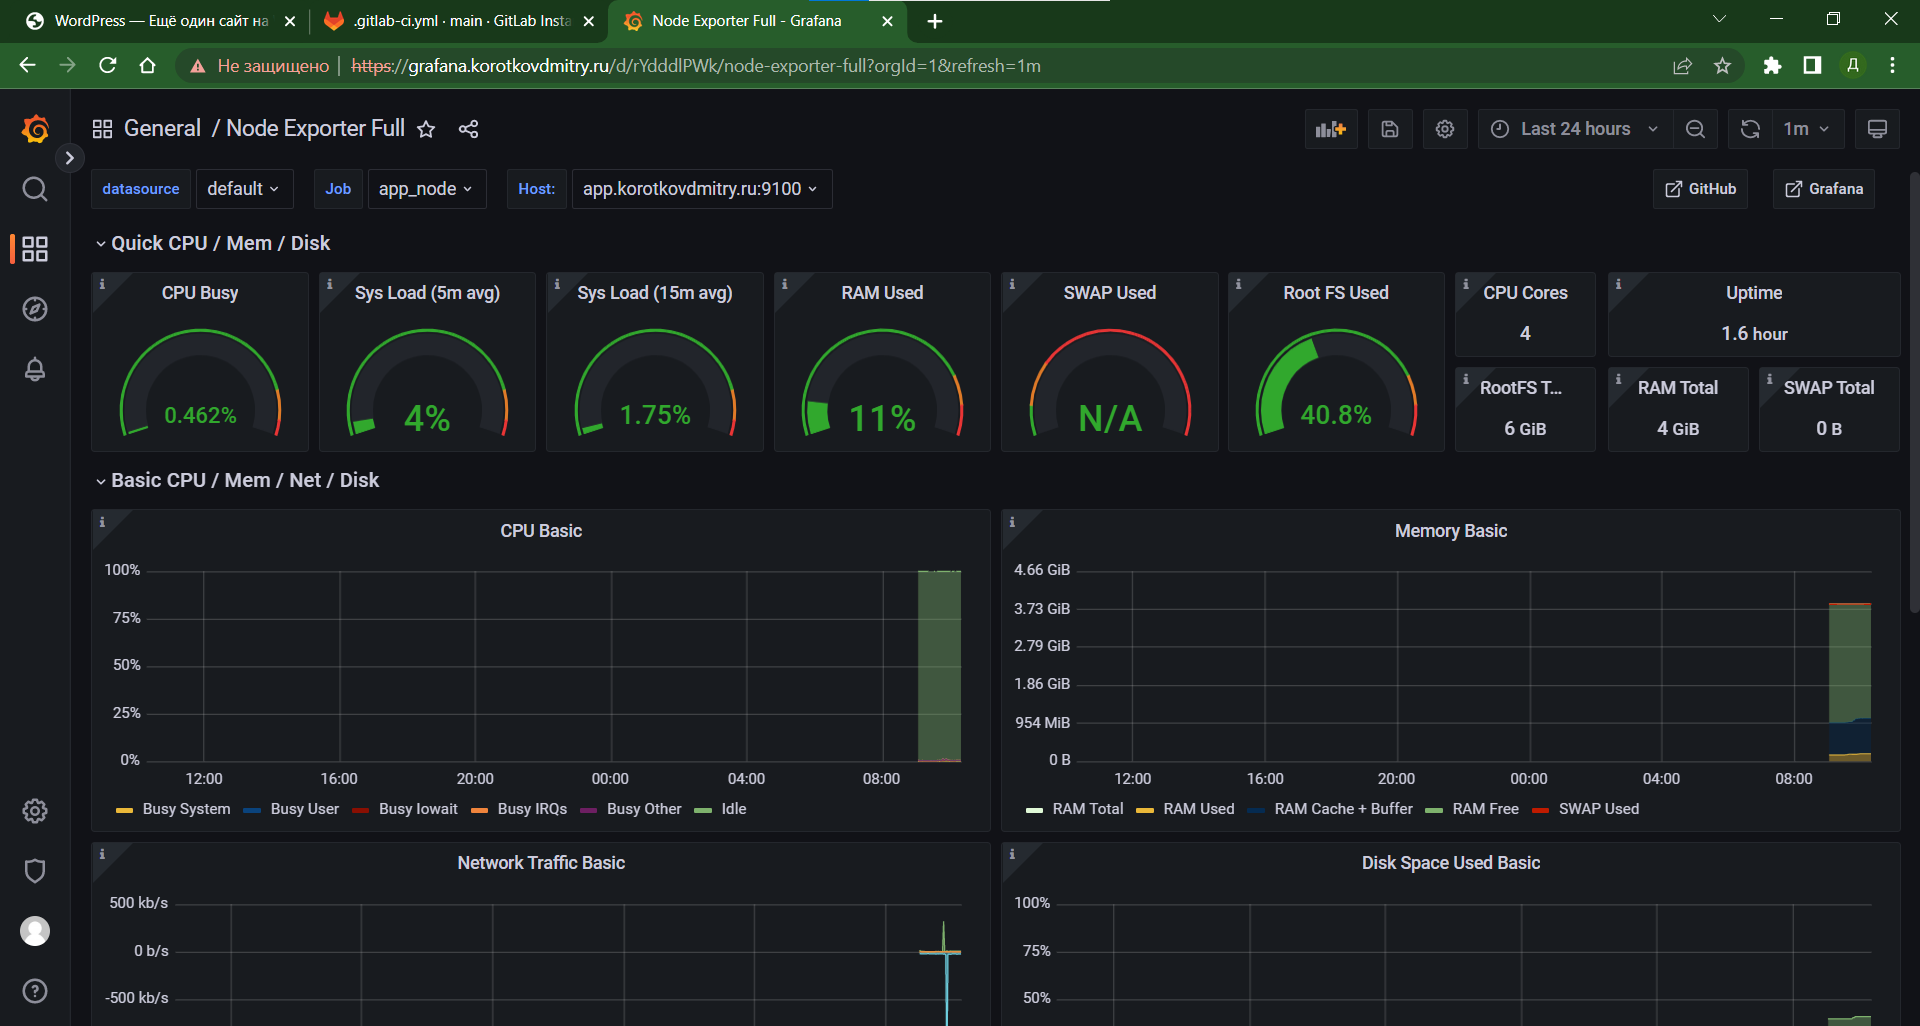 WordPress — Ещё один сайт на
.gitlab-ci.yml · main · GitLab Insta
Node Exporter Full - Grafana
Не защищено
https://grafana.korotkovdmitry.ru/d/rYdddlPWk/node-exporter-full?orgId=1&refresh=1m
Д
General / Node Exporter Full
Last 24 hours
1m
datasource
default
Job
app_node
Host:
app.korotkovdmitry.ru:9100
GitHub
Grafana
Quick CPU / Mem / Disk
CPU Busy
0.462%
Sys Load (5m avg)
4%
Sys Load (15m avg)
1.75%
RAM Used
11%
SWAP Used
N/A
Root FS Used
40.8%
CPU Cores
4
Uptime
1.6 hour
RootFS T...
6 GiB
RAM Total
4 GiB
SWAP Total
0 B
Basic CPU / Mem / Net / Disk
CPU Basic
100%
75%
50%
25%
0%
12:00 16:00 20:00 00:00 04:00 08:00
Busy System Busy User Busy Iowait Busy IRQs Busy Other Idle
Memory Basic
4.66 GiB
3.73 GiB
2.79 GiB
1.86 GiB
954 MiB
0 B
12:00 16:00 20:00 00:00 04:00 08:00
RAM Total RAM Used RAM Cache + Buffer RAM Free SWAP Used
Network Traffic Basic
500 kb/s
0 b/s
-500 kb/s
Disk Space Used Basic
100%
75%
50%